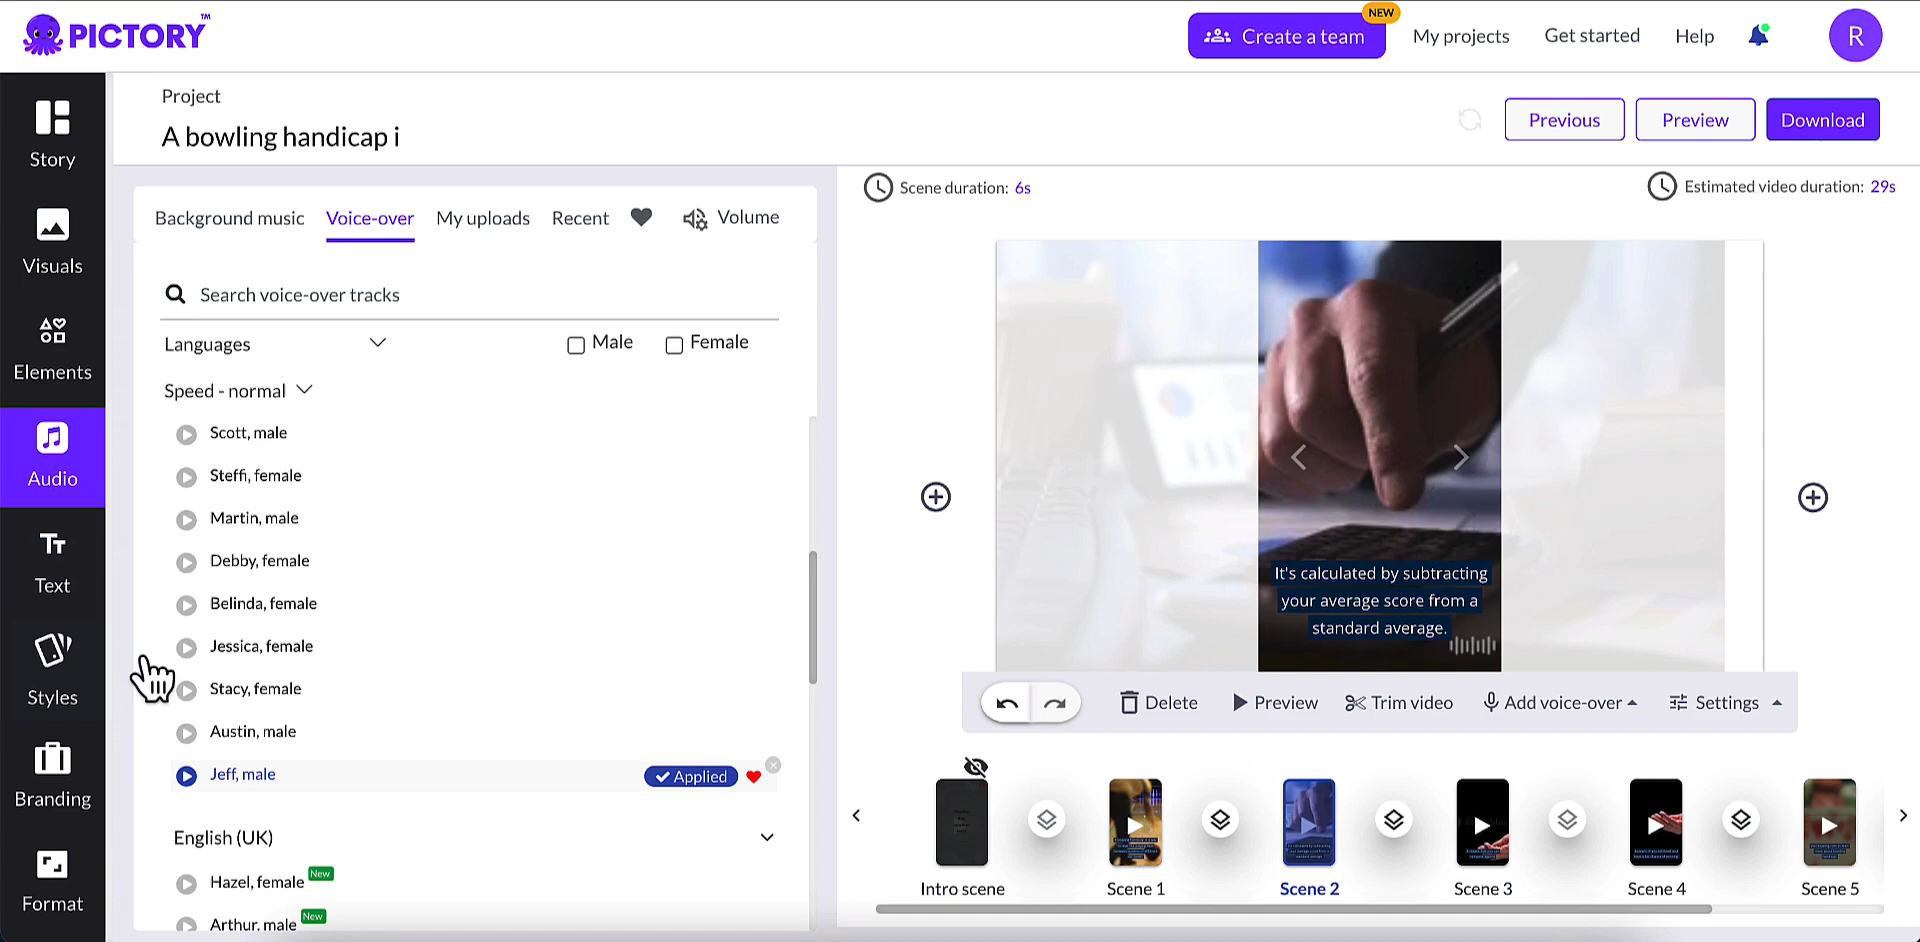 PICTORY™
NEW
Create a team
My projects
Get started
Help
R
Project
A bowling handicap i
Previous
Preview
Download
Story
Visuals
Elements
Audio
Text
Styles
Branding
Format
Background music
Voice-over
My uploads
Recent
Volume
Search voice-over tracks
Languages
Male
Female
Speed - normal
Scott, male
Steffi, female
Martin, male
Debby, female
Belinda, female
Jessica, female
Stacy, female
Austin, male
Jeff, male
Applied
English (UK)
Hazel, female
New
Arthur, male
New
Scene duration: 6s
Estimated video duration: 29s
It's calculated by subtracting
your average score from a
standard average.
Delete
Preview
Trim video
Add voice-over
Settings
Intro scene
Scene 1
Scene 2
Scene 3
Scene 4
Scene 5